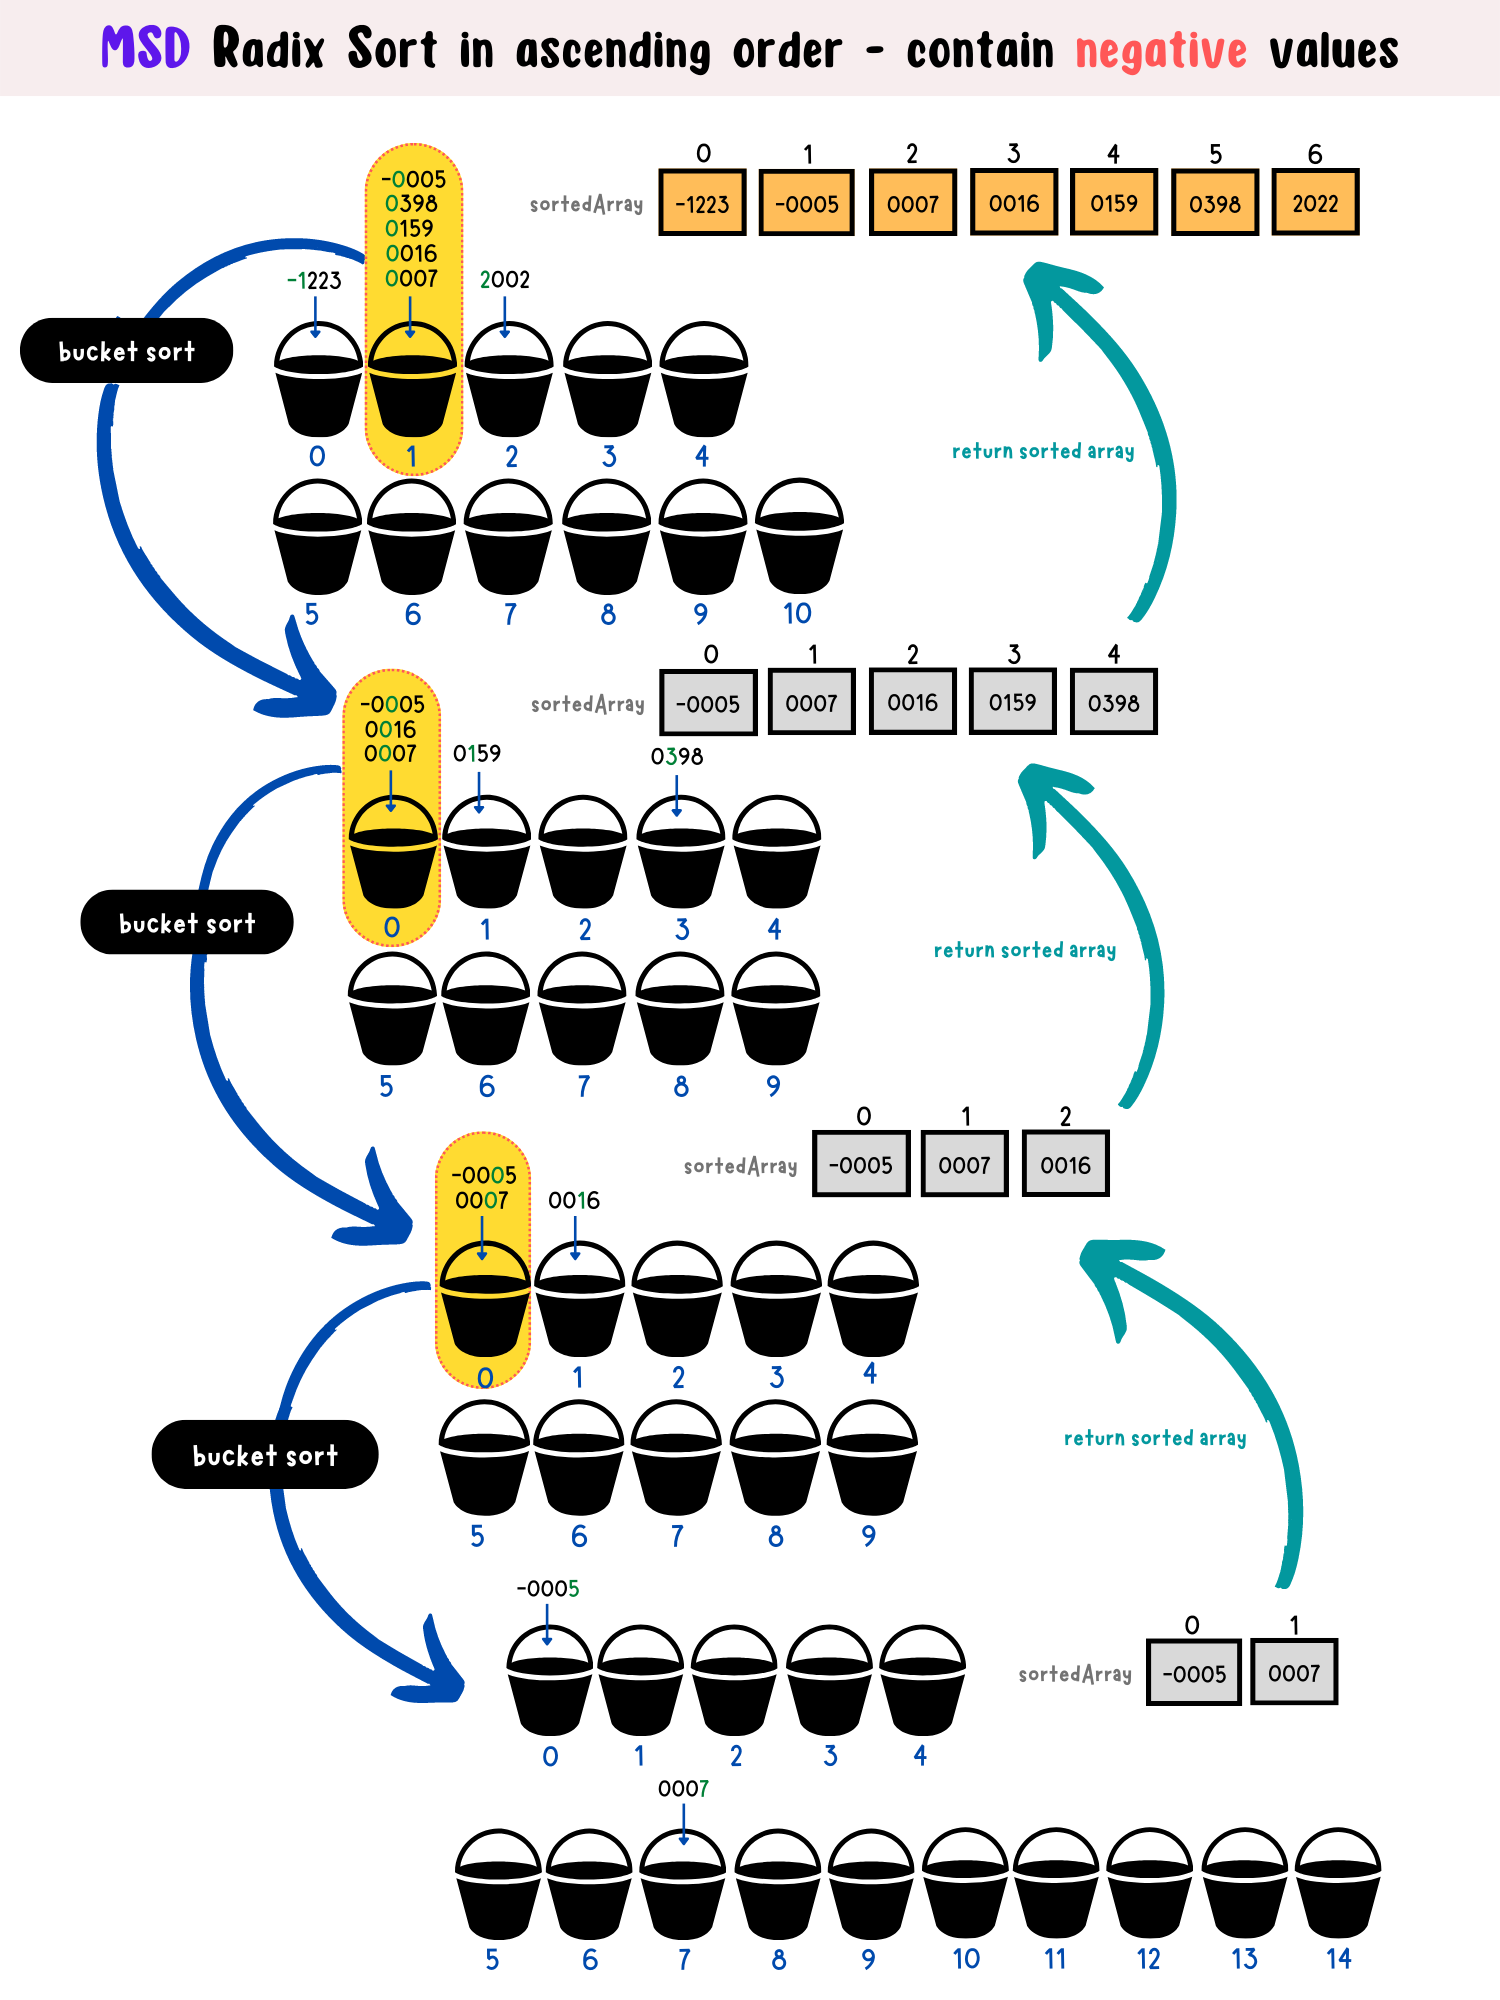 MSD Radix Sort in ascending order - contain negative values
0 1 2 3 4 5 6
sortedArray -1223 -0005 0007 0016 0159 0398 2022
-0005
0398
0159
0016
0007
-1223
2002
bucket sort
0 1 2 3 4
return sorted array
5 6 7 8 9 10
0 1 2 3 4
sortedArray -0005 0007 0016 0159 0398
-0005
0016
0007
0159
0398
bucket sort
0 1 2 3 4
return sorted array
5 6 7 8 9
0 1 2
sortedArray -0005 0007 0016
-0005
0007
0016
0 1 2 3 4
return sorted array
bucket sort
5 6 7 8 9
-0005
0 1
sortedArray -0005 0007
0 1 2 3 4
0007
5 6 7 8 9 10 11 12 13 14